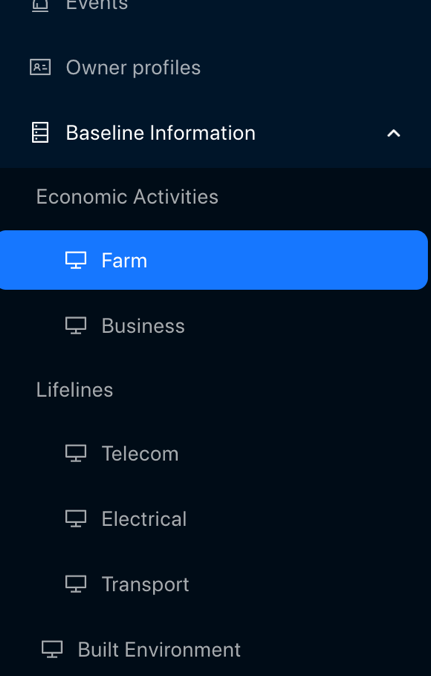 Events
Owner profiles
Baseline Information
Economic Activities
Farm
Business
Lifelines
Telecom
Electrical
Transport
Built Environment